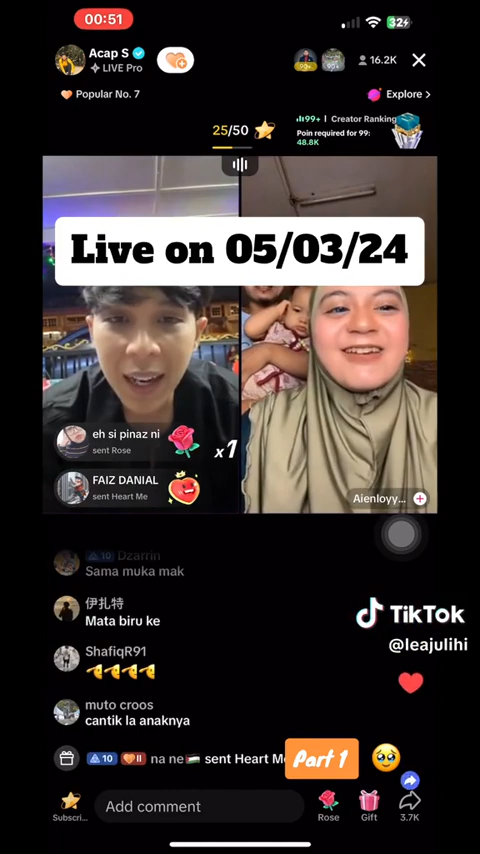 00:51
32
Acap S
LIVE Pro
16.2K
Popular No. 7
Explore >
25/50
99+ | Creator Ranking
Poin required for 99:
48.8K
Live on 05/03/24
eh si pinaz ni
sent Rose
x1
FAIZ DANIAL
sent Heart Me
Aienloyy...
10 Dzarrin
Sama muka mak
伊扎特
Mata biru ke
TikTok
@leajulihi
ShafiqR91
muto croos
cantik la anaknya
10 II na ne sent Heart M
Part 1
Subscri...
Add comment
Rose
Gift
3.7K